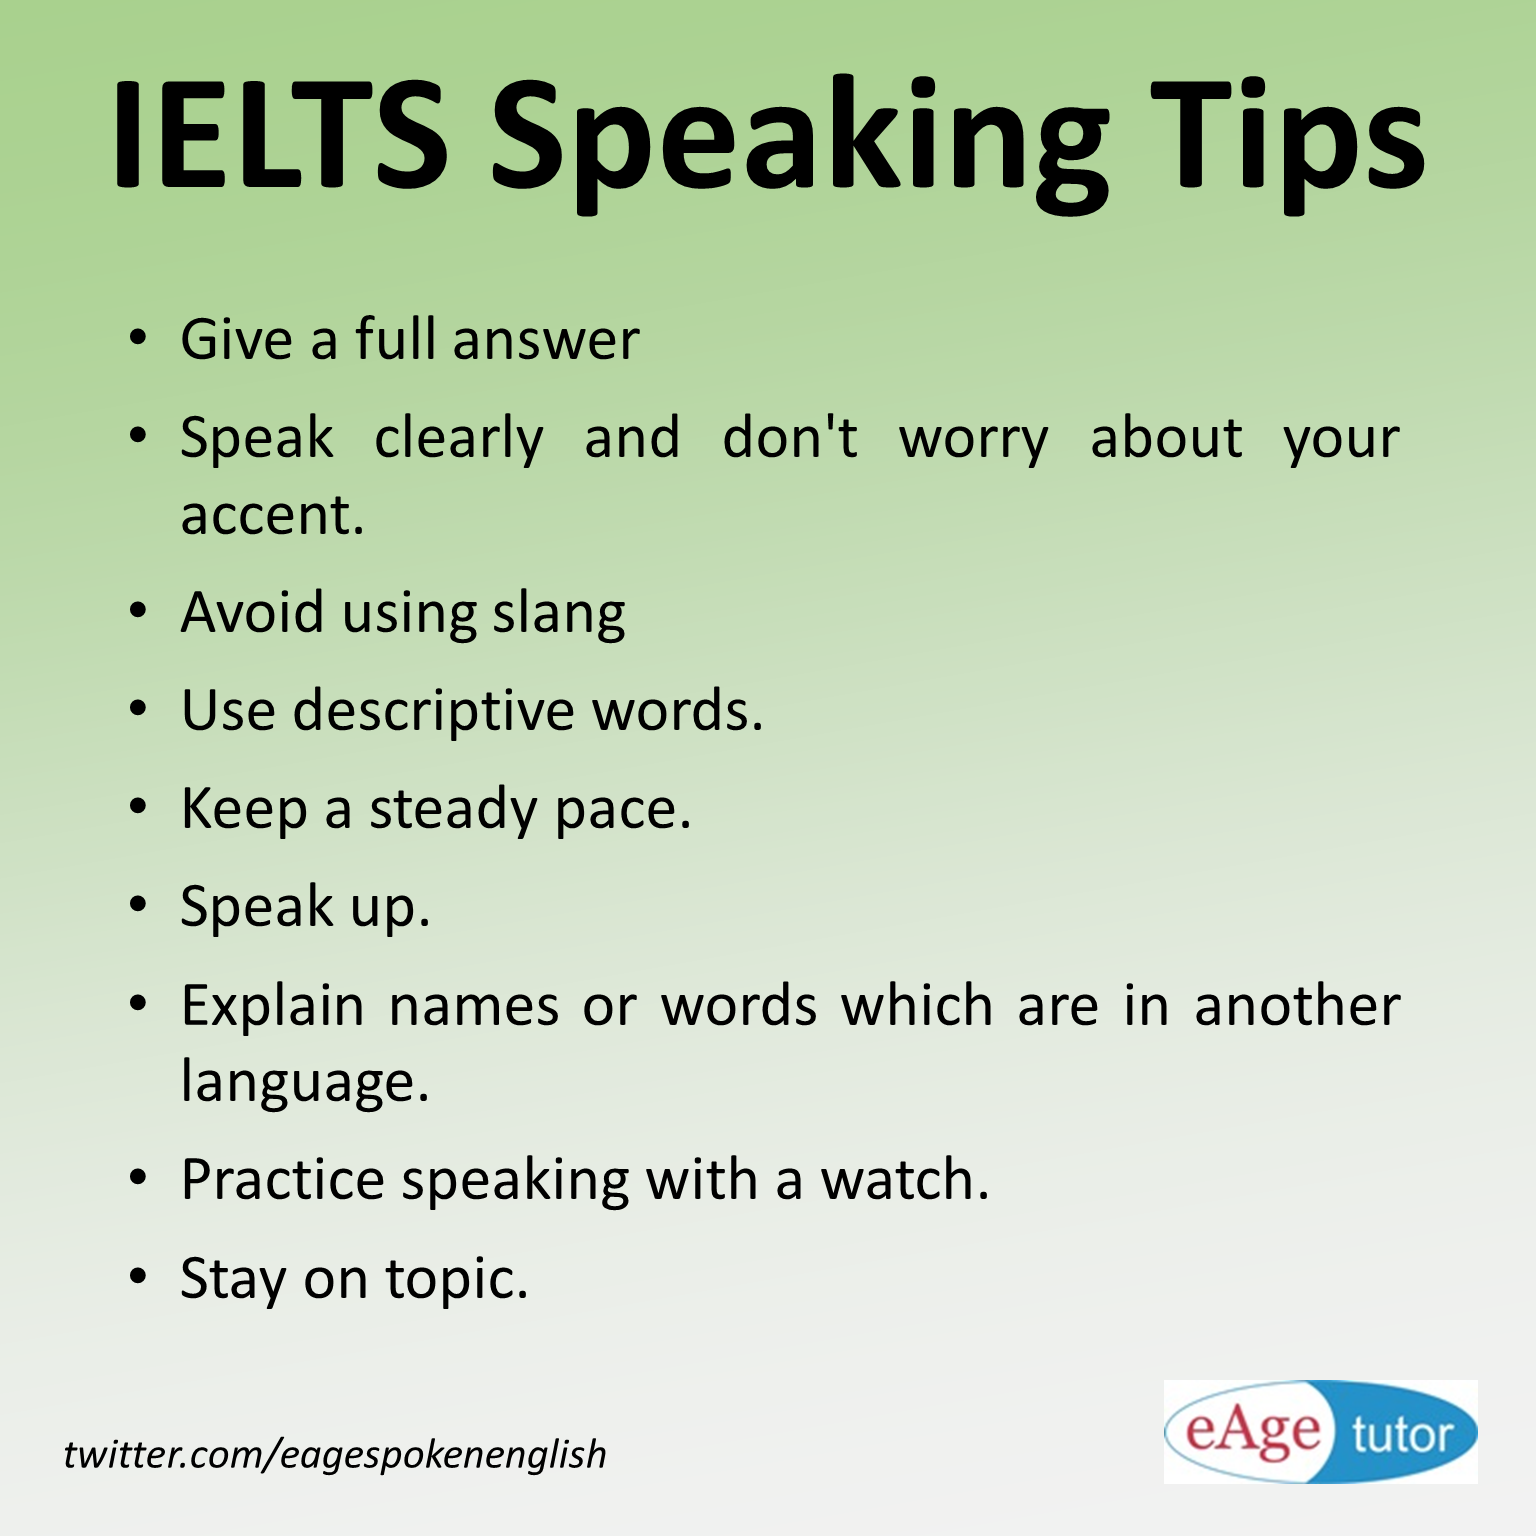 IELTS Speaking Tips
• Give a full answer
• Speak clearly and don't worry about your
accent.
• Avoid using slang
• Use descriptive words.
• Keep a steady pace.
• Speak up.
• Explain names or words which are in another
language.
• Practice speaking with a watch.
• Stay on topic.
twitter.com/eagespokenenglish
eAge tutor